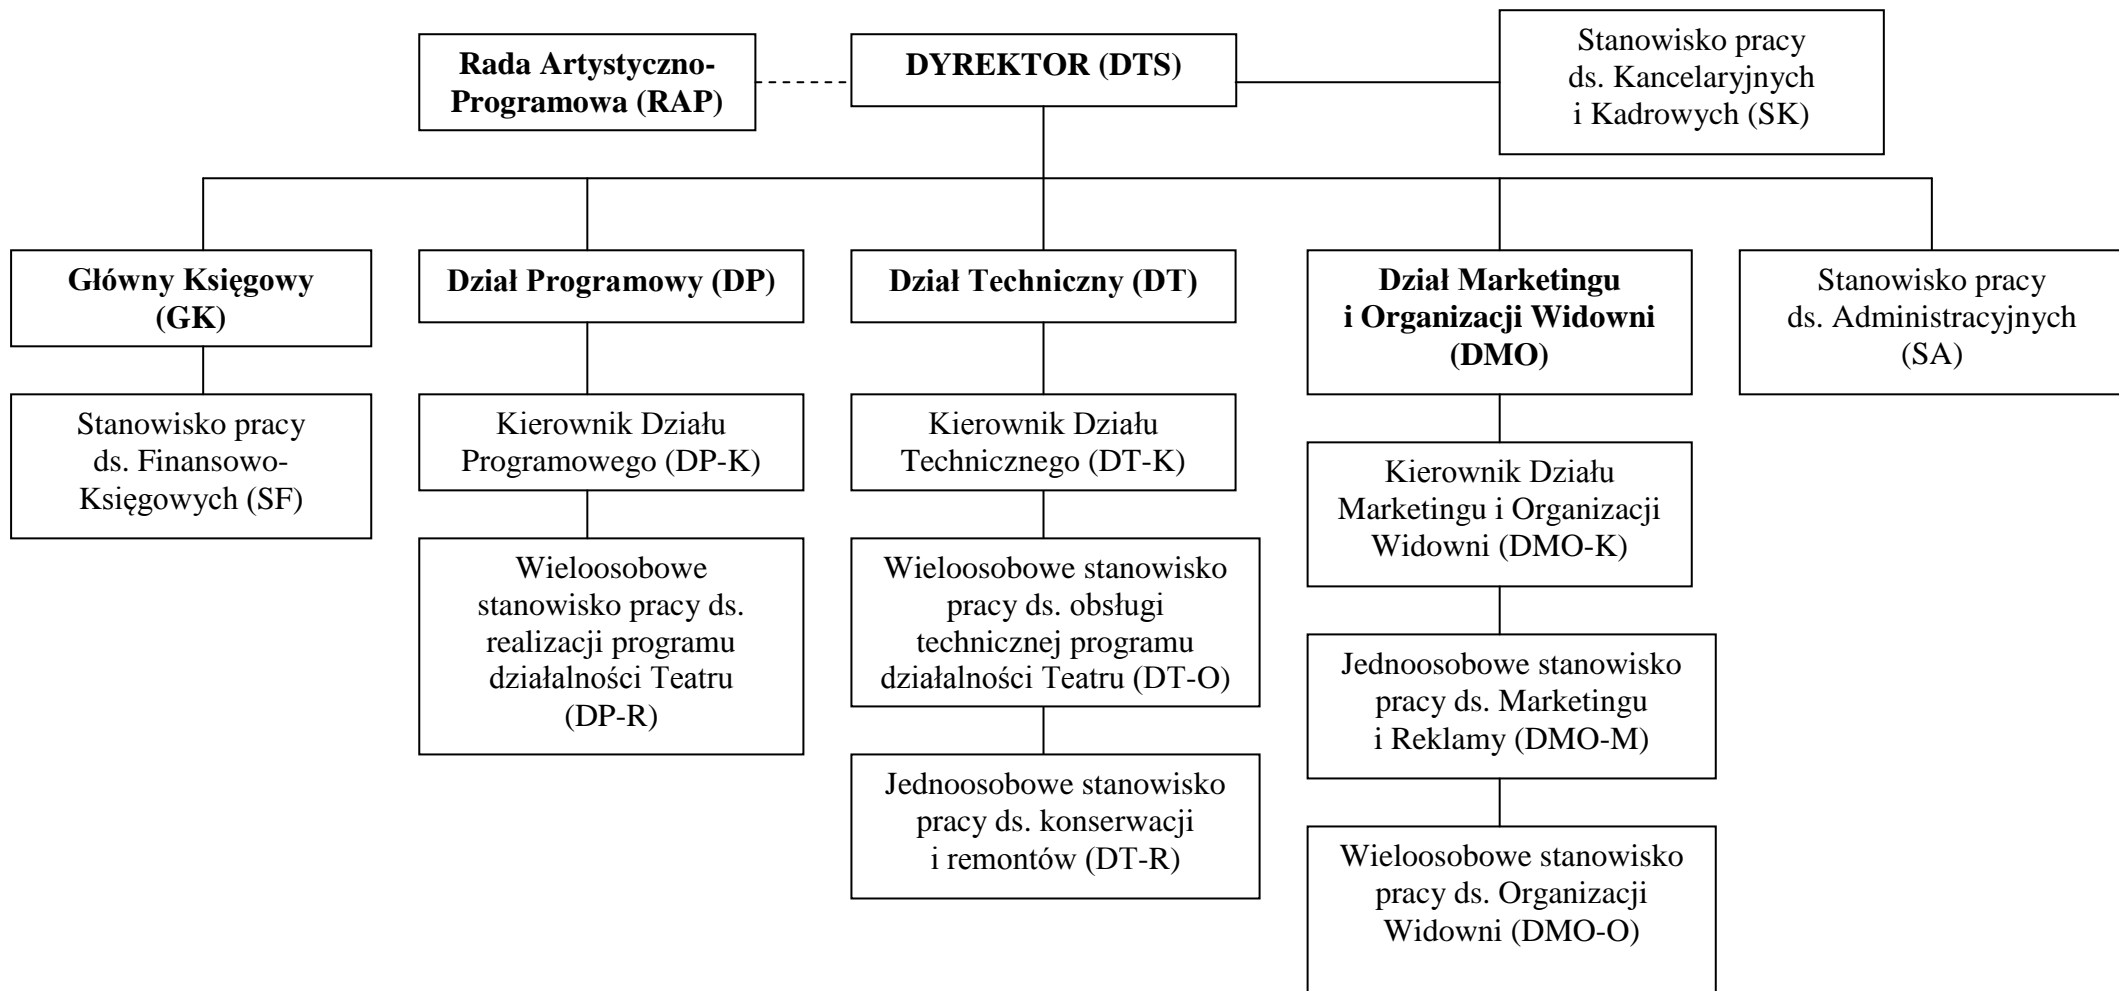 Rada Artystyczno-
Programowa (RAP)
DYREKTOR (DTS)
Stanowisko pracy
ds. Kancelaryjnych
i Kadrowych (SK)
Główny Księgowy
(GK)
Dział Programowy (DP)
Dział Techniczny (DT)
Dział Marketingu
i Organizacji Widowni
(DMO)
Stanowisko pracy
ds. Administracyjnych
(SA)
Stanowisko pracy
ds. Finansowo-
Księgowych (SF)
Kierownik Działu
Programowego (DP-K)
Kierownik Działu
Technicznego (DT-K)
Kierownik Działu
Marketingu i Organizacji
Widowni (DMO-K)
Wieloosobowe
stanowisko pracy ds.
realizacji programu
działalności Teatru
(DP-R)
Wieloosobowe stanowisko
pracy ds. obsługi
technicznej programu
działalności Teatru (DT-O)
Jednoosobowe stanowisko
pracy ds. Marketingu
i Reklamy (DMO-M)
Jednoosobowe stanowisko
pracy ds. konserwacji
i remontów (DT-R)
Wieloosobowe stanowisko
pracy ds. Organizacji
Widowni (DMO-O)